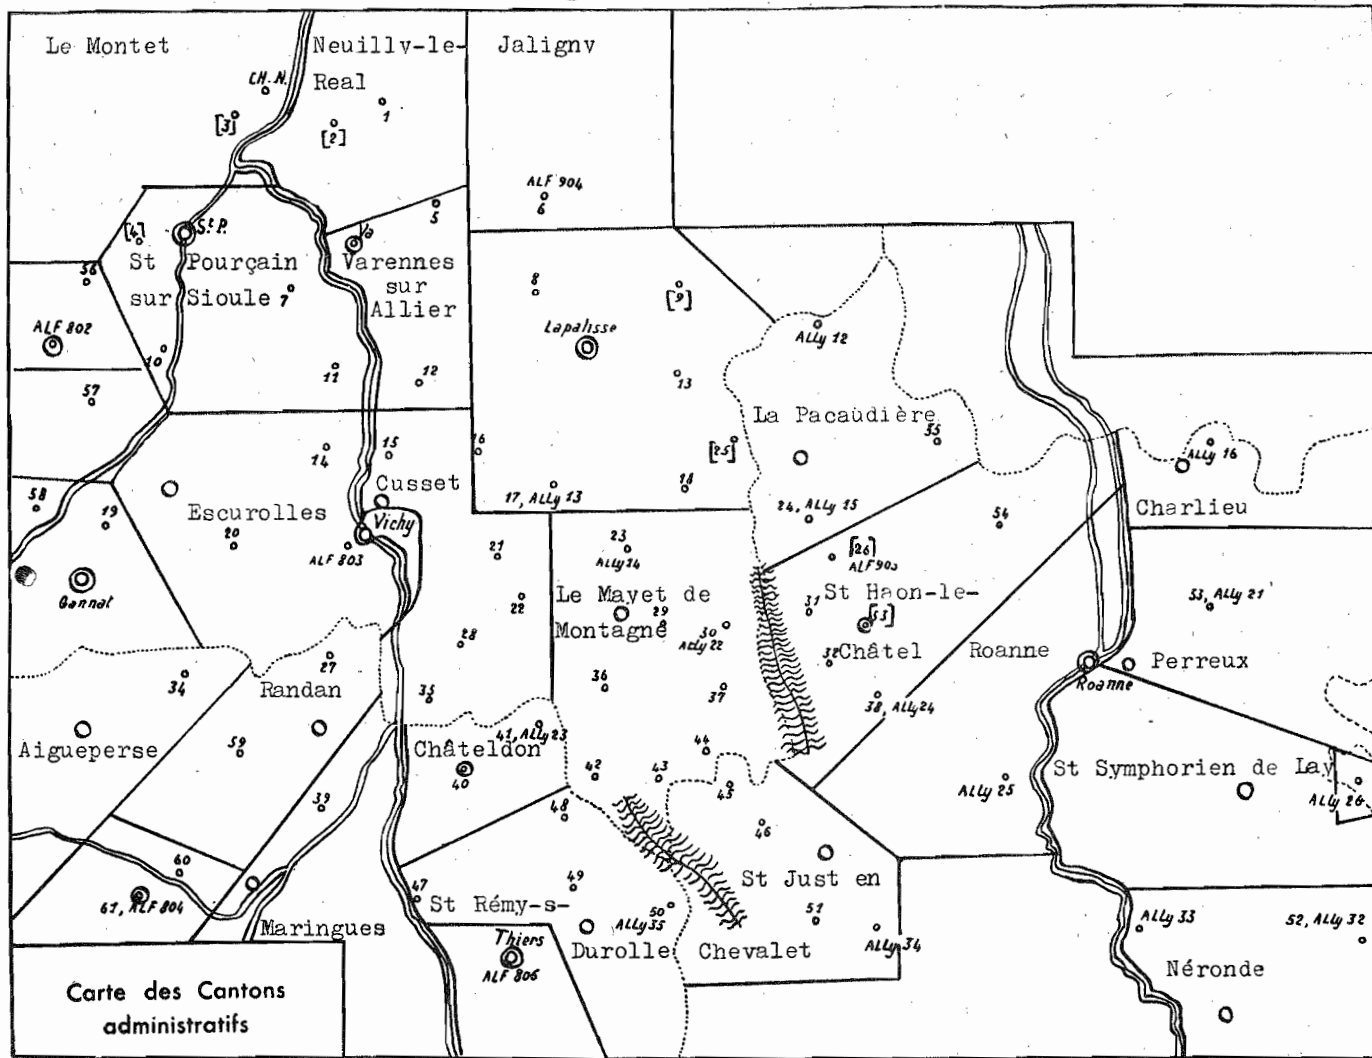 Le Montet
Neuilly-le-
Real
Jaligny
CH.-N.
1
[3]
[2]
ALF 904
6
5
[4]
St P.
Va
St Pourçain
sur Sioule
7
Varennes
sur
Allier
56
8
[9]
ALF 802
Lapalisse
ALLy 12
10
11
12
13
57
La Pacaudière
14
15
16
[25]
55
ALLy 16
Cusset
17, ALLy 13
18
58
19
Escurolles
20
Vichy
ALF 803
24, ALLy 15
54
Charlieu
21
23
ALLy 14
[26]
ALF 903
Gannat
22
Le Mayet de
Montagne
29
31
St Haon-le-
[33]
Châtel
53, ALLy 21
28
30
ALLy 22
32
Roanne
Perreux
Roanne
27
34
Randan
35
36
37
38, ALLy 24
Aigueperse
59
Châteldon
41, ALLy 23
40
42
43
44
45
St Symphorien de Lay
ALLy 25
ALLy 26
39
48
46
60
61, ALF 804
47
49
St Just en
Chevalet
St Rémy-s-
Durolle
50
ALLy 35
51
ALLy 34
ALLy 33
52, ALLy 32
Maringues
Thiers
ALF 806
Néronde
Carte des Cantons
administratifs